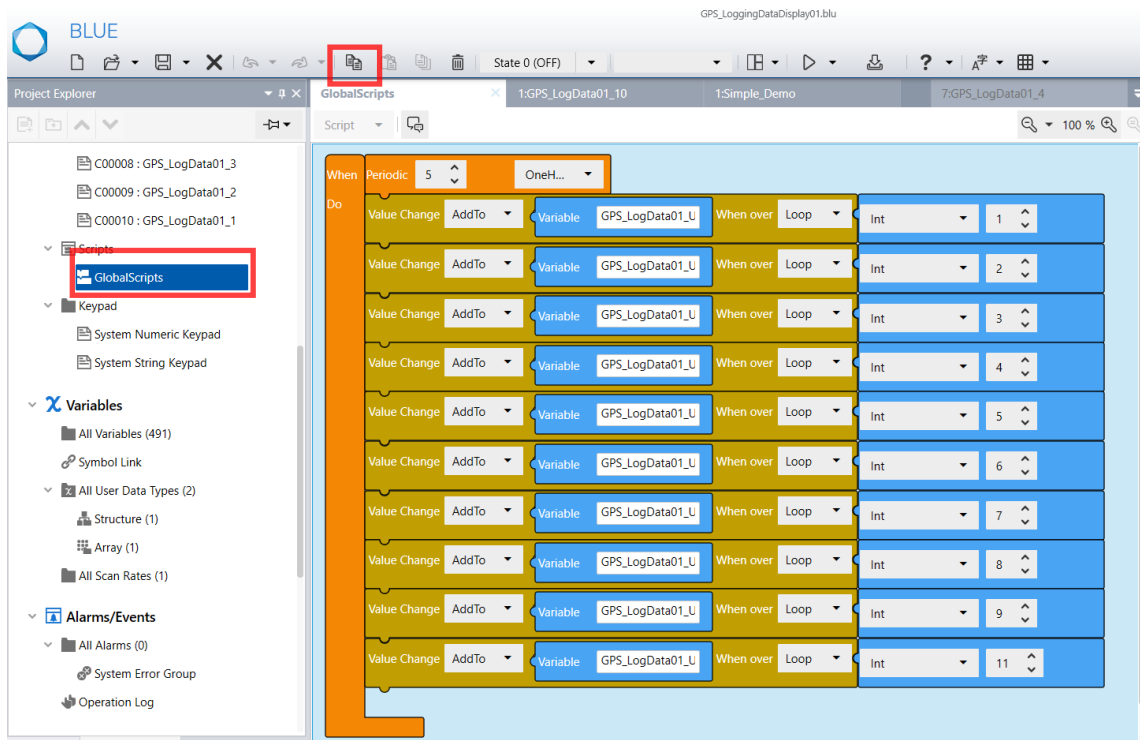 GPS_LoggingDataDisplay01.blu
BLUE
State 0 (OFF)
?
Project Explorer
GlobalScripts
1:GPS_LogData01_10
1:Simple_Demo
7:GPS_LogData01_4
Script
100 %
C00008 : GPS_LogData01_3
C00009 : GPS_LogData01_2
C00010 : GPS_LogData01_1
Scripts
GlobalScripts
Keypad
System Numeric Keypad
System String Keypad
Variables
All Variables (491)
Symbol Link
All User Data Types (2)
Structure (1)
Array (1)
All Scan Rates (1)
Alarms/Events
All Alarms (0)
System Error Group
Operation Log
When Periodic 5 OneH...
Do
Value Change AddTo Variable GPS_LogData01_U When over Loop Int 1
Value Change AddTo Variable GPS_LogData01_U When over Loop Int 2
Value Change AddTo Variable GPS_LogData01_U When over Loop Int 3
Value Change AddTo Variable GPS_LogData01_U When over Loop Int 4
Value Change AddTo Variable GPS_LogData01_U When over Loop Int 5
Value Change AddTo Variable GPS_LogData01_U When over Loop Int 6
Value Change AddTo Variable GPS_LogData01_U When over Loop Int 7
Value Change AddTo Variable GPS_LogData01_U When over Loop Int 8
Value Change AddTo Variable GPS_LogData01_U When over Loop Int 9
Value Change AddTo Variable GPS_LogData01_U When over Loop Int 11